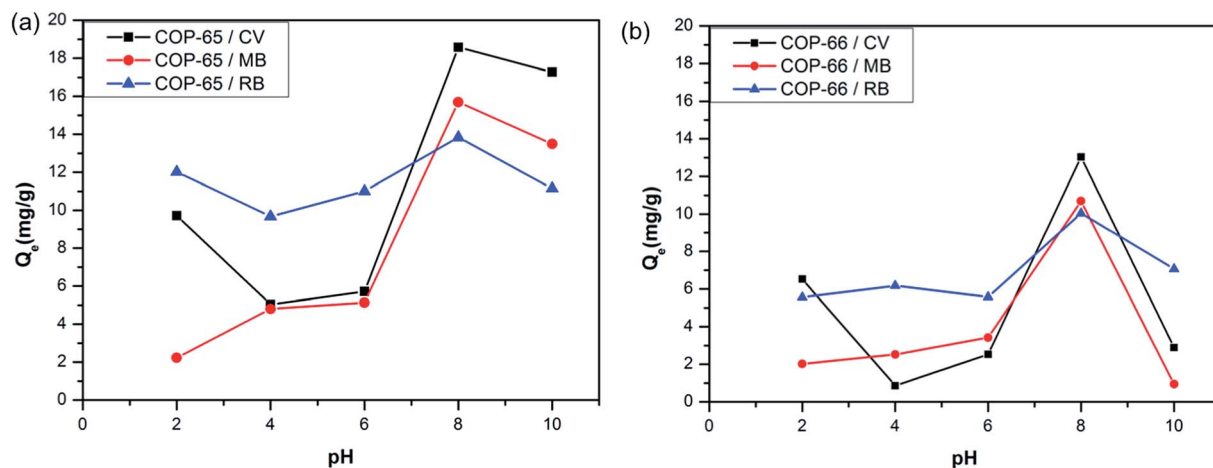 (a)
COP-65 / CV
COP-65 / MB
COP-65 / RB
20
18
16
14
12
10
8
6
4
2
0
Qe(mg/g)
0 2 4 6 8 10
pH
(b)
COP-66 / CV
COP-66 / MB
COP-66 / RB
20
18
16
14
12
10
8
6
4
2
0
Qe(mg/g)
0 2 4 6 8 10
pH